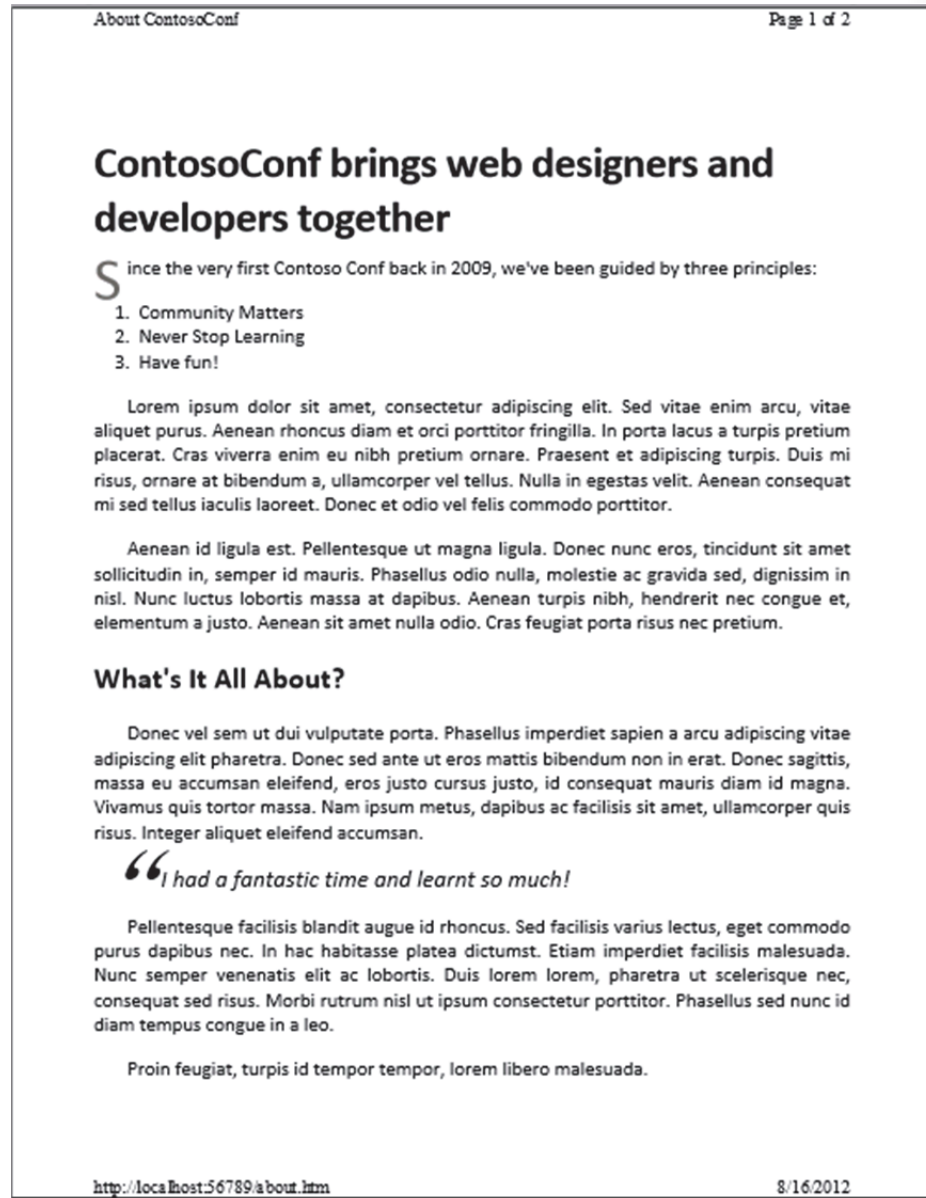 About ContosoConf Page 1 of 2
ContosoConf brings web designers and
developers together
Since the very first Contoso Conf back in 2009, we've been guided by three principles:
1. Community Matters
2. Never Stop Learning
3. Have fun!
Lorem ipsum dolor sit amet, consectetur adipiscing elit. Sed vitae enim arcu, vitae
aliquet purus. Aenean rhoncus diam et orci porttitor fringilla. In porta lacus a turpis pretium
placerat. Cras viverra enim eu nibh pretium ornare. Praesent et adipiscing turpis. Duis mi
risus, ornare at bibendum a, ullamcorper vel tellus. Nulla in egestas velit. Aenean consequat
mi sed tellus iaculis laoreet. Donec et odio vel felis commodo porttitor.
Aenean id ligula est. Pellentesque ut magna ligula. Donec nunc eros, tincidunt sit amet
sollicitudin in, semper id mauris. Phasellus odio nulla, molestie ac gravida sed, dignissim in
nisl. Nunc luctus lobortis massa at dapibus. Aenean turpis nibh, hendrerit nec congue et,
elementum a justo. Aenean sit amet nulla odio. Cras feugiat porta risus nec pretium.
What's It All About?
Donec vel sem ut dui vulputate porta. Phasellus imperdiet sapien a arcu adipiscing vitae
adipiscing elit pharetra. Donec sed ante ut eros mattis bibendum non in erat. Donec sagittis,
massa eu accumsan eleifend, eros justo cursus justo, id consequat mauris diam id magna.
Vivamus quis tortor massa. Nam ipsum metus, dapibus ac facilisis sit amet, ullamcorper quis
risus. Integer aliquet eleifend accumsan.
“I had a fantastic time and learnt so much!
Pellentesque facilisis blandit augue id rhoncus. Sed facilisis varius lectus, eget commodo
purus dapibus nec. In hac habitasse platea dictumst. Etiam imperdiet facilisis malesuada.
Nunc semper venenatis elit ac lobortis. Duis lorem lorem, pharetra ut scelerisque nec,
consequat sed risus. Morbi rutrum nisl ut ipsum consectetur porttitor. Phasellus sed nunc id
diam tempus congue in a leo.
Proin feugiat, turpis id tempor tempor, lorem libero malesuada.
http://localhost:56789/about.htm 8/16/2012